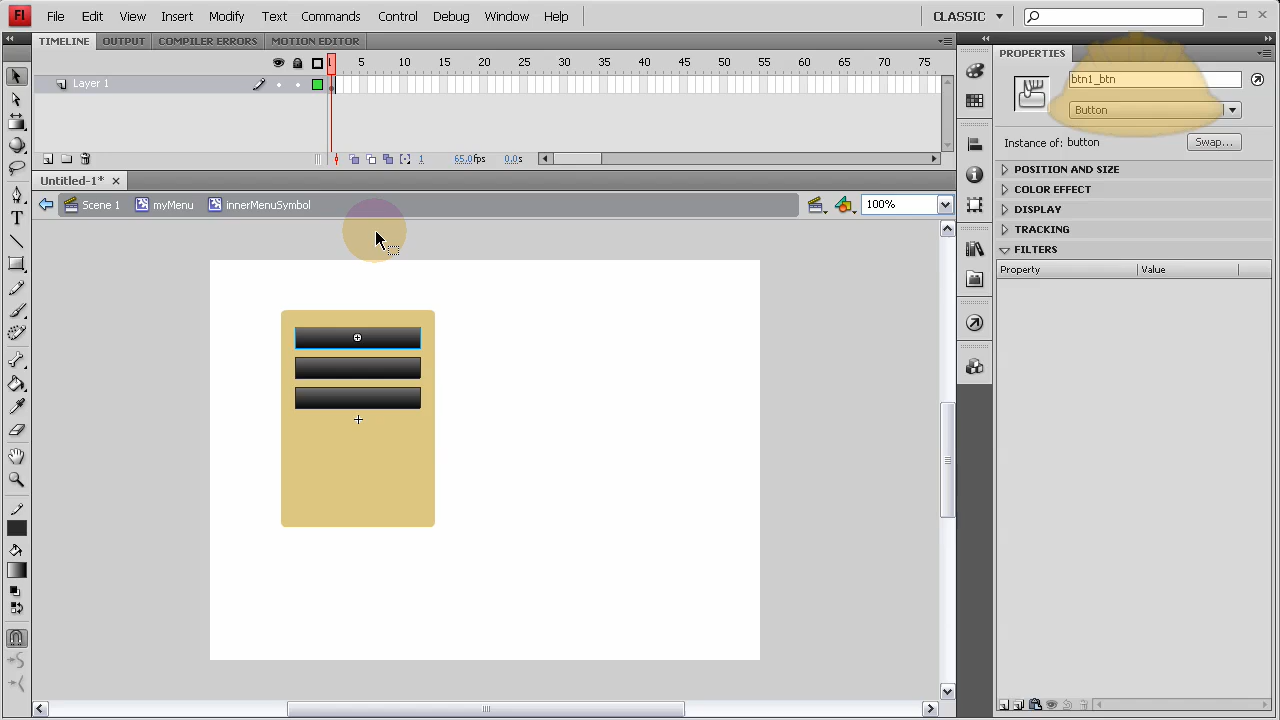 Fl File Edit View Insert Modify Text Commands Control Debug Window Help CLASSIC
TIMELINE OUTPUT COMPILER ERRORS MOTION EDITOR
1 5 10 15 20 25 30 35 40 45 50 55 60 65 70 75
Layer 1
1 65.0fps 0.0s
Untitled-1*
Scene 1 myMenu innerMenuSymbol 100%
PROPERTIES
btn1_btn
Button
Instance of: button Swap...
POSITION AND SIZE
COLOR EFFECT
DISPLAY
TRACKING
FILTERS
Property Value